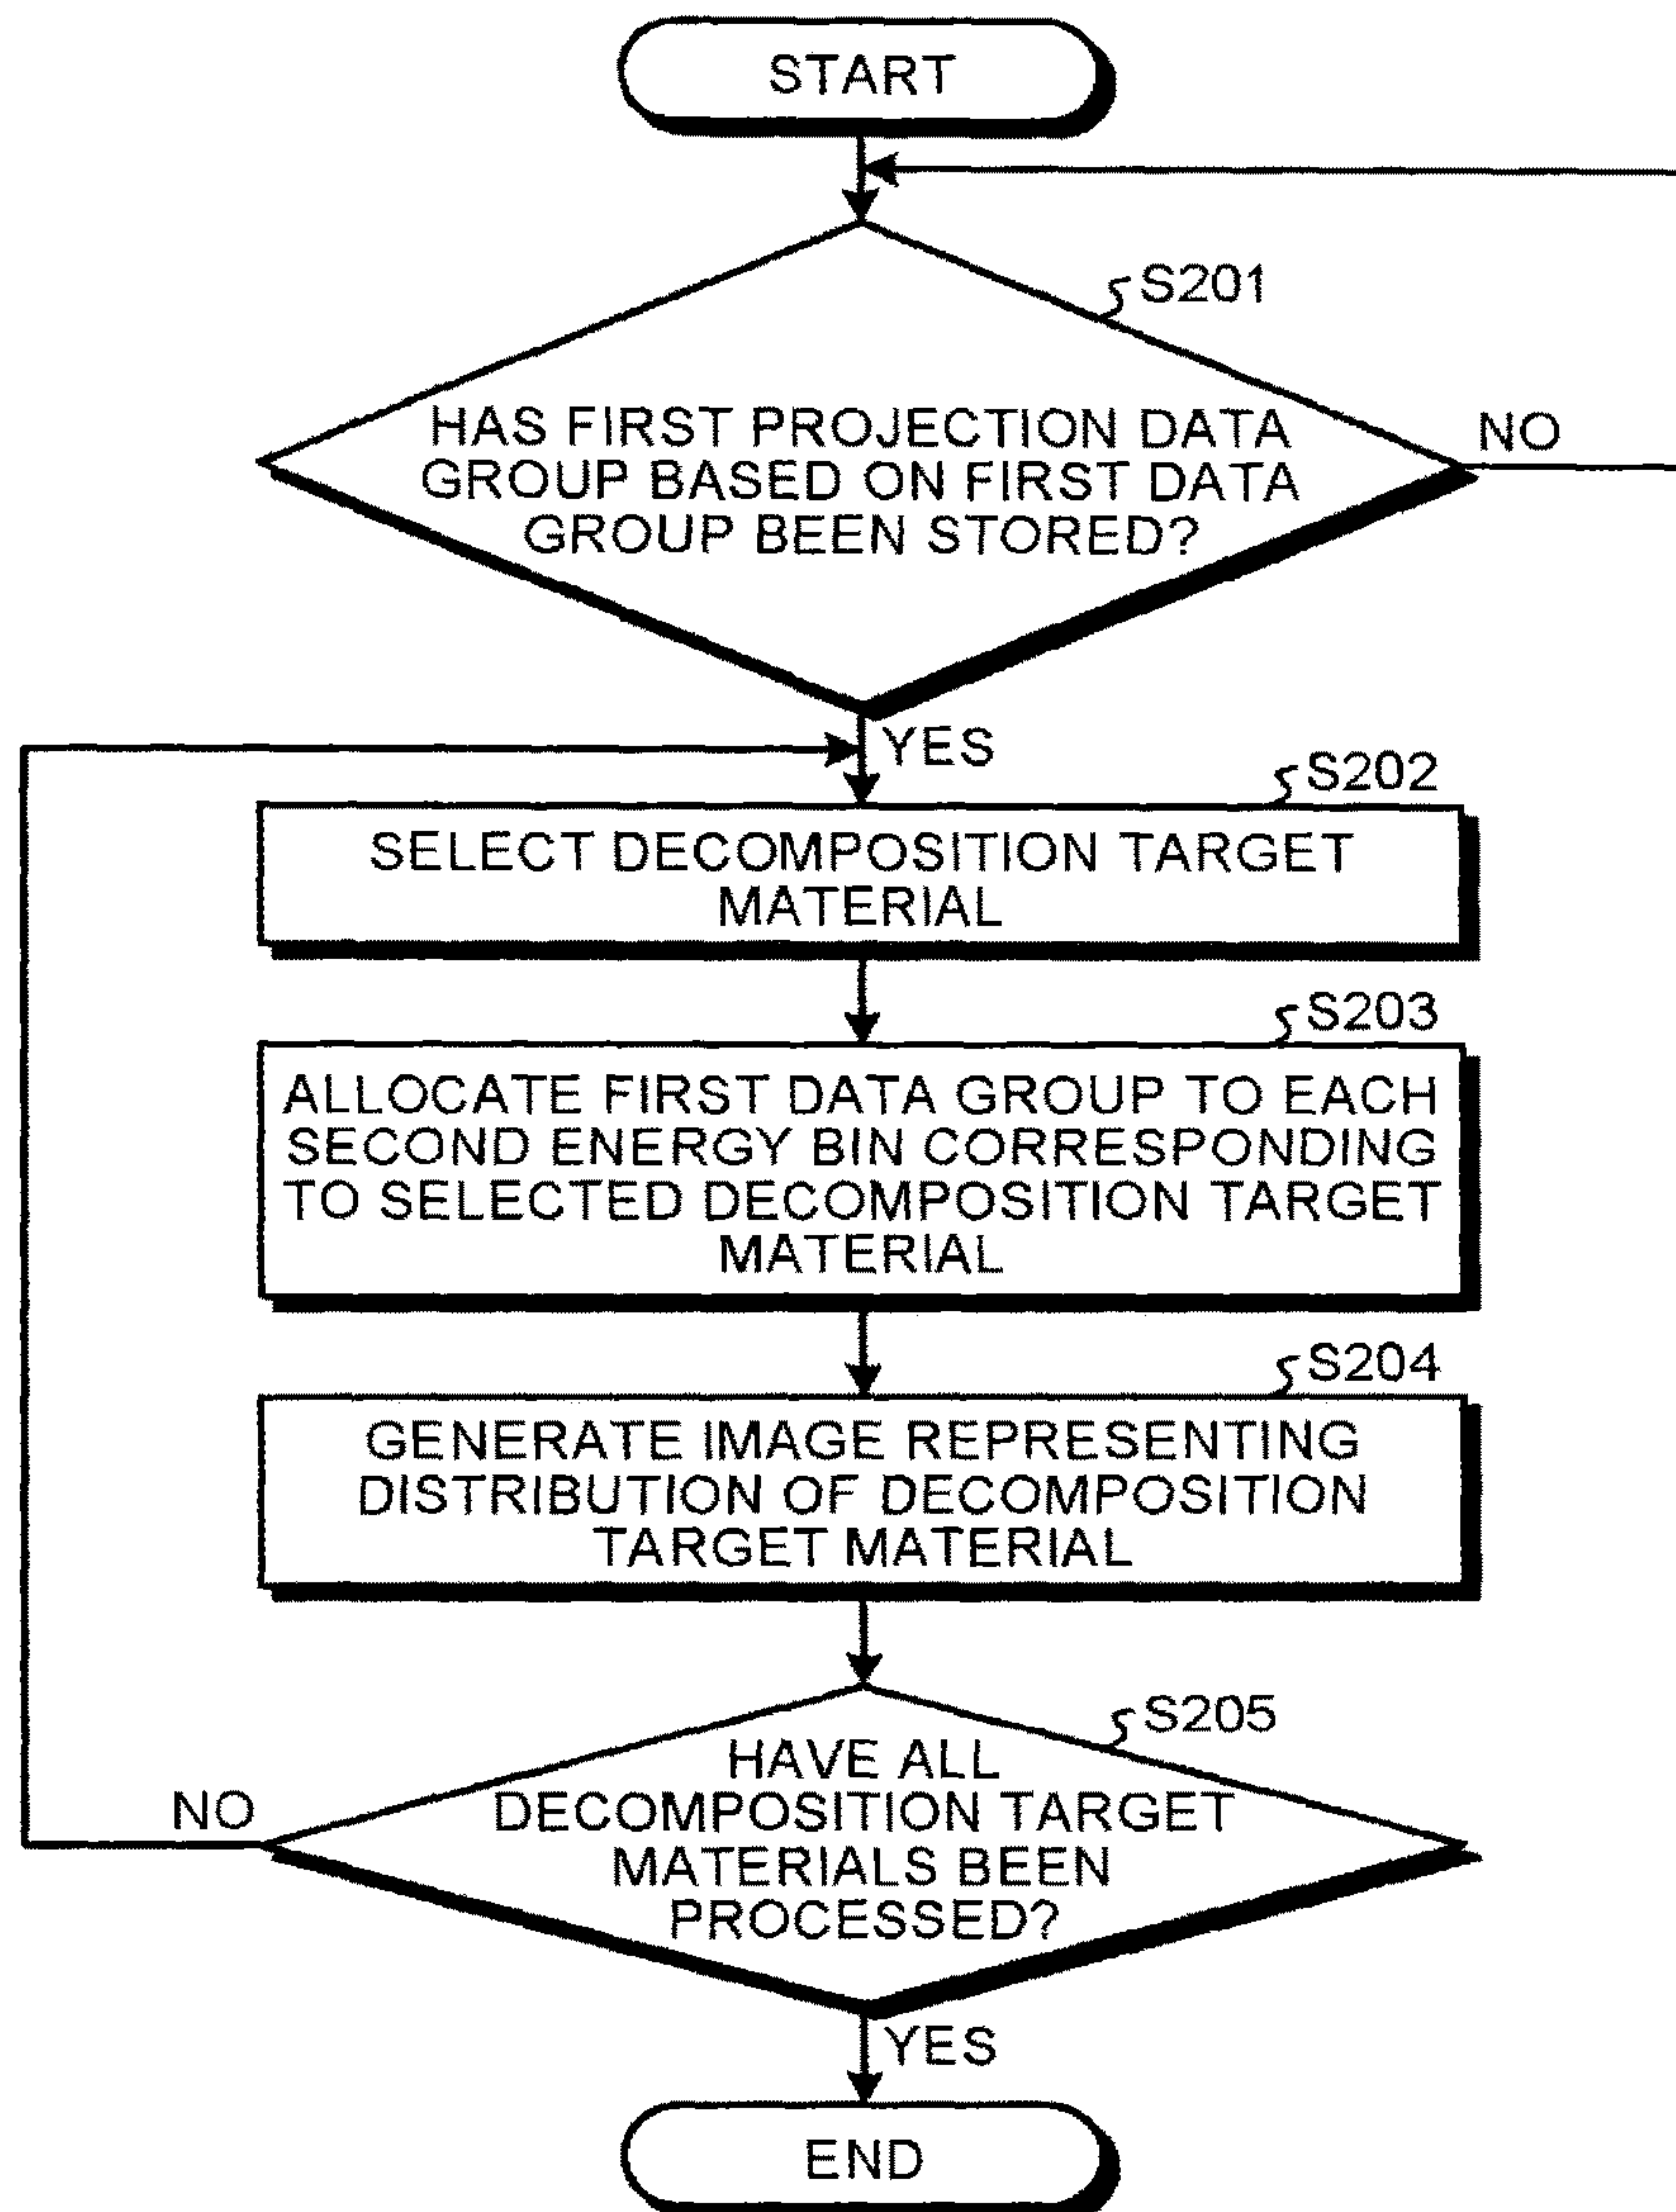 START
S201
HAS FIRST PROJECTION DATA
GROUP BASED ON FIRST DATA
GROUP BEEN STORED?
NO
YES
S202
SELECT DECOMPOSITION TARGET
MATERIAL
S203
ALLOCATE FIRST DATA GROUP TO EACH
SECOND ENERGY BIN CORRESPONDING
TO SELECTED DECOMPOSITION TARGET
MATERIAL
S204
GENERATE IMAGE REPRESENTING
DISTRIBUTION OF DECOMPOSITION
TARGET MATERIAL
S205
HAVE ALL
DECOMPOSITION TARGET
MATERIALS BEEN
PROCESSED?
NO
YES
END